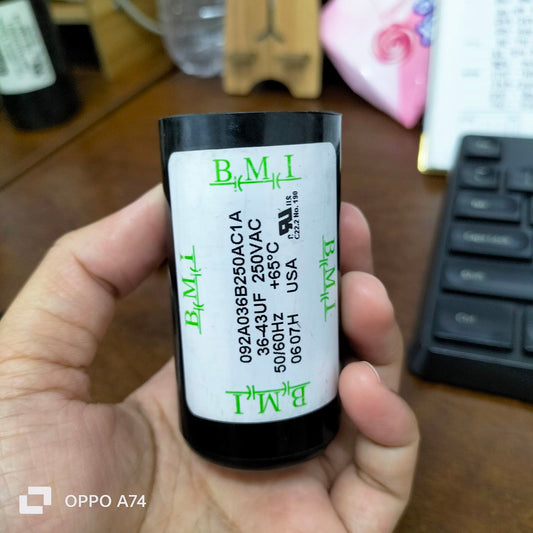 B.M.I
092A036B250AC1A
36-43UF 250VAC
50/60Hz +65°C
0607H USA
C22.2 No. 190
B.M.I
B.M.I
B.M.I
OPPO A74